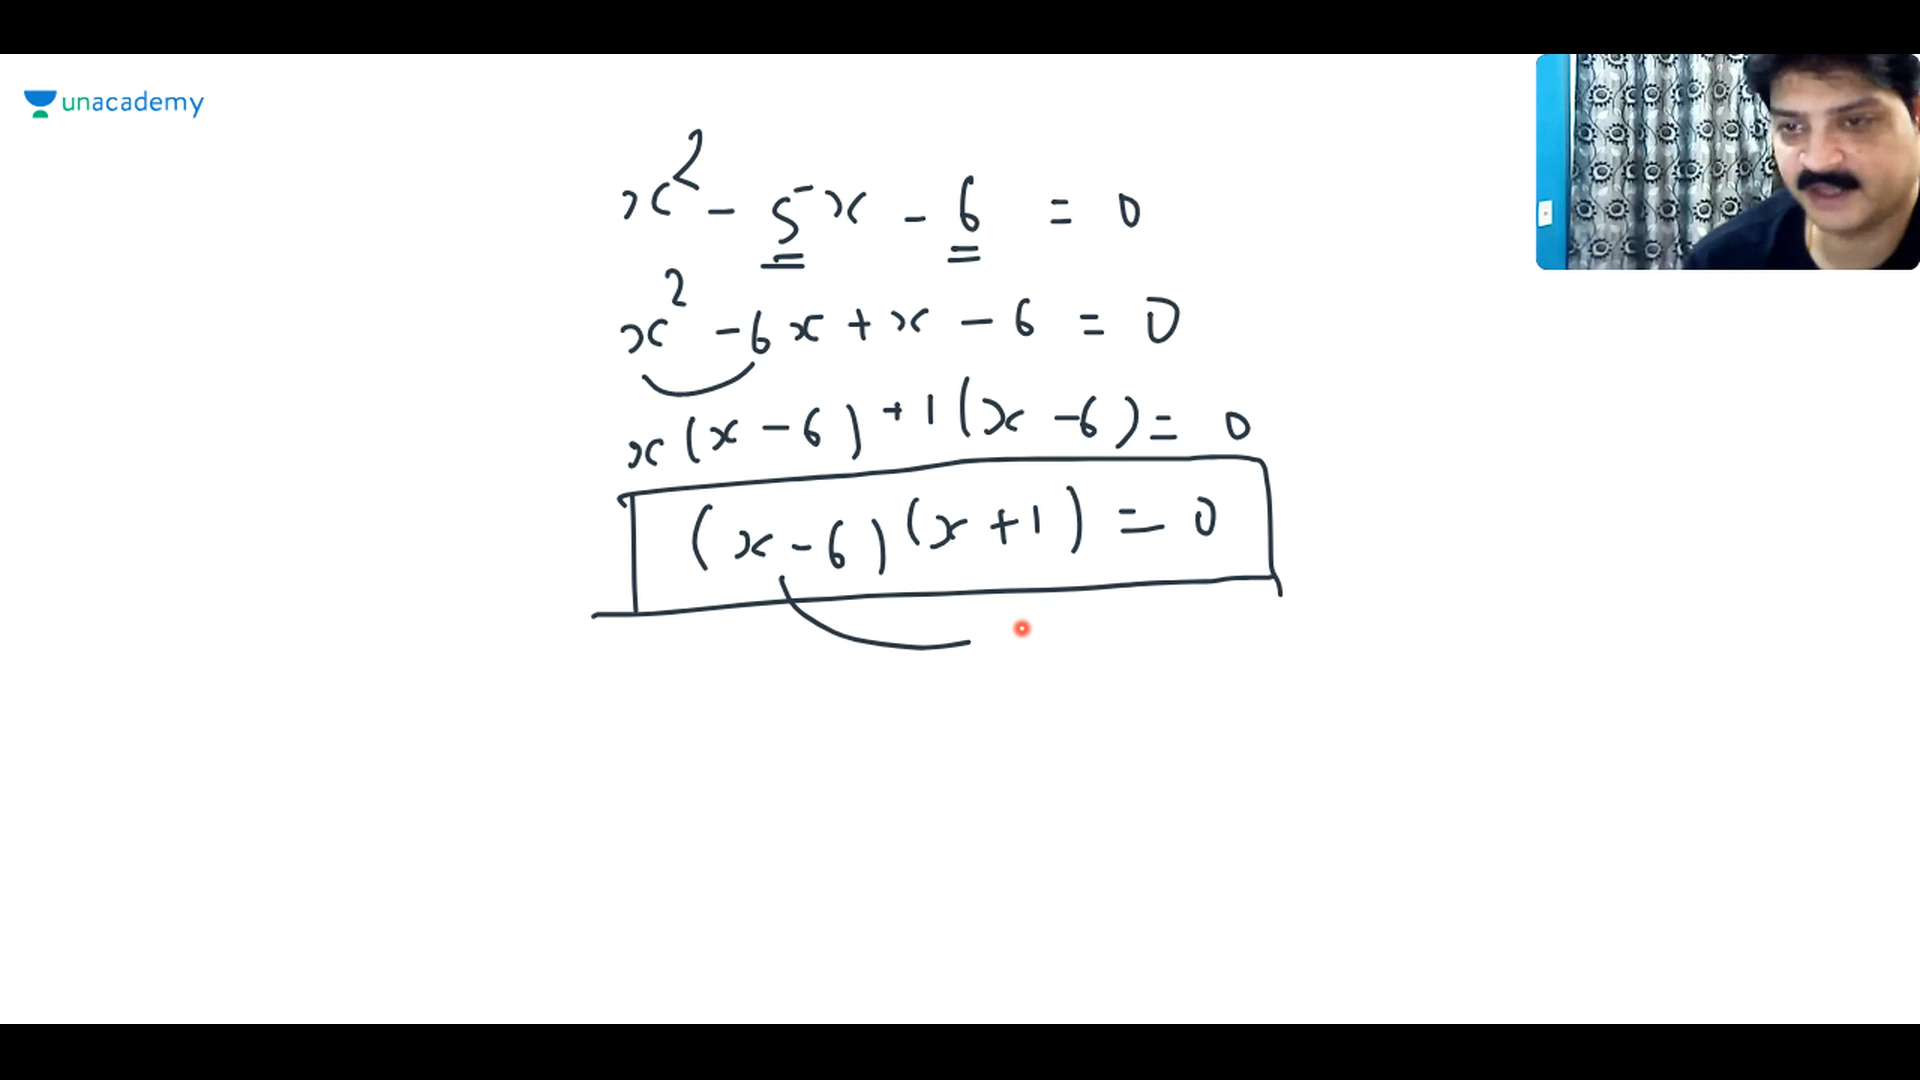 unacademy
x² - 5x - 6 = 0
x² - 6x + x - 6 = 0
x(x - 6) + 1(x - 6) = 0
(x - 6)(x + 1) = 0